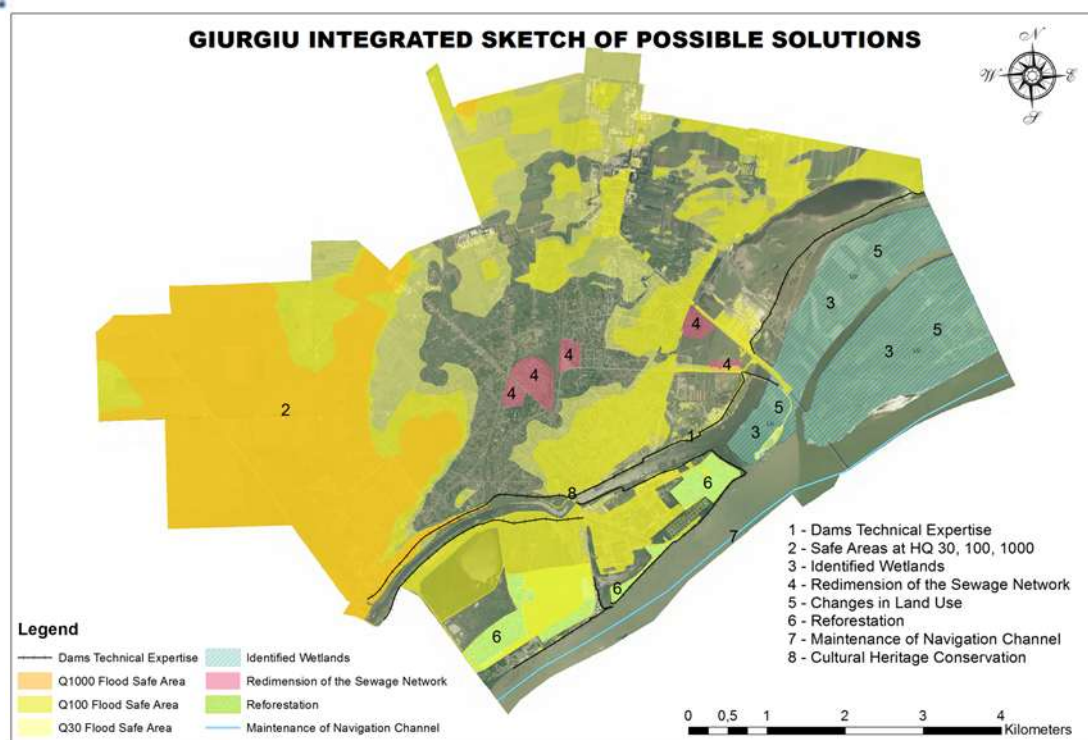 GIURGIU INTEGRATED SKETCH OF POSSIBLE SOLUTIONS
N
W E
S
5
3
5
3
4
4
4
4
4
2
5
3
1
8
6
7
6
6
1 - Dams Technical Expertise
2 - Safe Areas at HQ 30, 100, 1000
3 - Identified Wetlands
4 - Redimension of the Sewage Network
5 - Changes in Land Use
6 - Reforestation
7 - Maintenance of Navigation Channel
8 - Cultural Heritage Conservation
Legend
Dams Technical Expertise
Q1000 Flood Safe Area
Q100 Flood Safe Area
Q30 Flood Safe Area
Identified Wetlands
Redimension of the Sewage Network
Reforestation
Maintenance of Navigation Channel
0 0,5 1 2 3 4
Kilometers